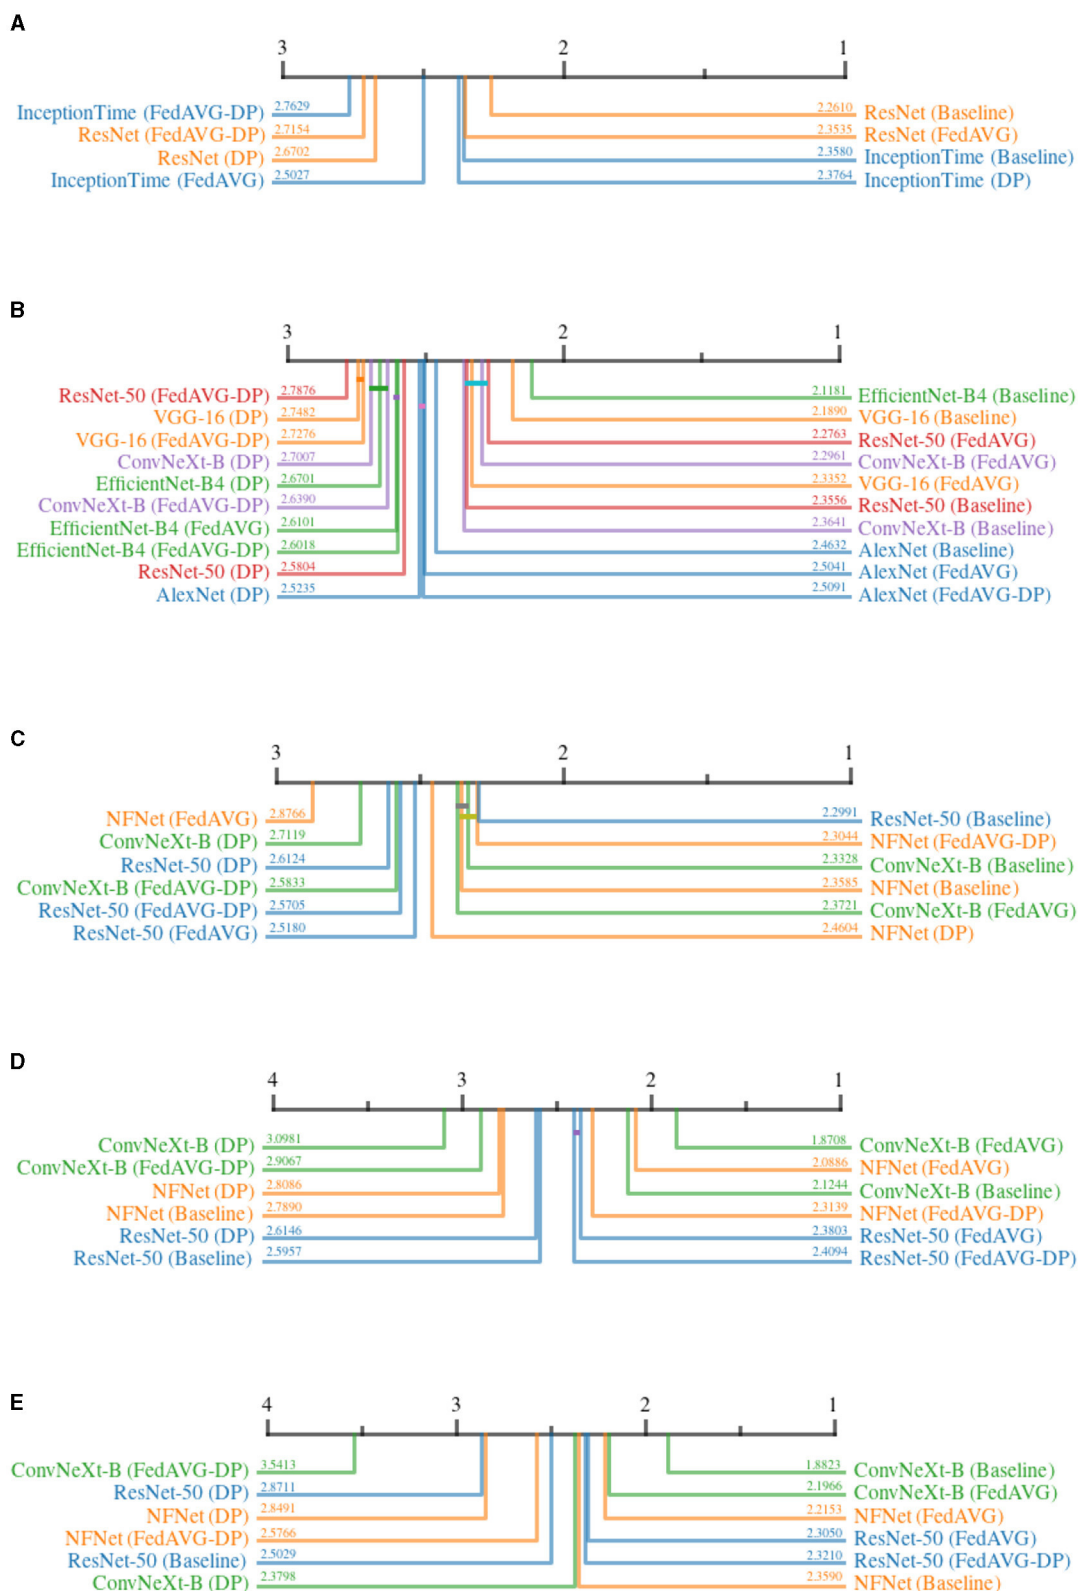 A
3 2 1
InceptionTime (FedAVG-DP) 2.7629 2.2610 ResNet (Baseline)
ResNet (FedAVG-DP) 2.7154 2.3535 ResNet (FedAVG)
ResNet (DP) 2.6702 2.3580 InceptionTime (Baseline)
InceptionTime (FedAVG) 2.5027 2.3764 InceptionTime (DP)
B
3 2 1
ResNet-50 (FedAVG-DP) 2.7876 2.1181 EfficientNet-B4 (Baseline)
VGG-16 (DP) 2.7482 2.1890 VGG-16 (Baseline)
VGG-16 (FedAVG-DP) 2.7276 2.2763 ResNet-50 (FedAVG)
ConvNeXt-B (DP) 2.7007 2.2961 ConvNeXt-B (FedAVG)
EfficientNet-B4 (DP) 2.6701 2.3352 VGG-16 (FedAVG)
ConvNeXt-B (FedAVG-DP) 2.6390 2.3556 ResNet-50 (Baseline)
EfficientNet-B4 (FedAVG) 2.6101 2.3641 ConvNeXt-B (Baseline)
EfficientNet-B4 (FedAVG-DP) 2.6018 2.4632 AlexNet (Baseline)
ResNet-50 (DP) 2.5804 2.5041 AlexNet (FedAVG)
AlexNet (DP) 2.5235 2.5091 AlexNet (FedAVG-DP)
C
3 2 1
NFNet (FedAVG) 2.8766 2.2991 ResNet-50 (Baseline)
ConvNeXt-B (DP) 2.7119 2.3044 NFNet (FedAVG-DP)
ResNet-50 (DP) 2.6124 2.3328 ConvNeXt-B (Baseline)
ConvNeXt-B (FedAVG-DP) 2.5833 2.3585 NFNet (Baseline)
ResNet-50 (FedAVG-DP) 2.5705 2.3721 ConvNeXt-B (FedAVG)
ResNet-50 (FedAVG) 2.5180 2.4604 NFNet (DP)
D
4 3 2 1
ConvNeXt-B (DP) 3.0981 1.8708 ConvNeXt-B (FedAVG)
ConvNeXt-B (FedAVG-DP) 2.9067 2.0886 NFNet (FedAVG)
NFNet (DP) 2.8086 2.1244 ConvNeXt-B (Baseline)
NFNet (Baseline) 2.7890 2.3139 NFNet (FedAVG-DP)
ResNet-50 (DP) 2.6146 2.3803 ResNet-50 (FedAVG)
ResNet-50 (Baseline) 2.5957 2.4094 ResNet-50 (FedAVG-DP)
E
4 3 2 1
ConvNeXt-B (FedAVG-DP) 3.5413 1.8823 ConvNeXt-B (Baseline)
ResNet-50 (DP) 2.8711 2.1966 ConvNeXt-B (FedAVG)
NFNet (DP) 2.8491 2.2153 NFNet (FedAVG)
NFNet (FedAVG-DP) 2.5766 2.3050 ResNet-50 (FedAVG)
ResNet-50 (Baseline) 2.5029 2.3210 ResNet-50 (FedAVG-DP)
ConvNeXt-B (DP) 2.3798 2.3590 NFNet (Baseline)